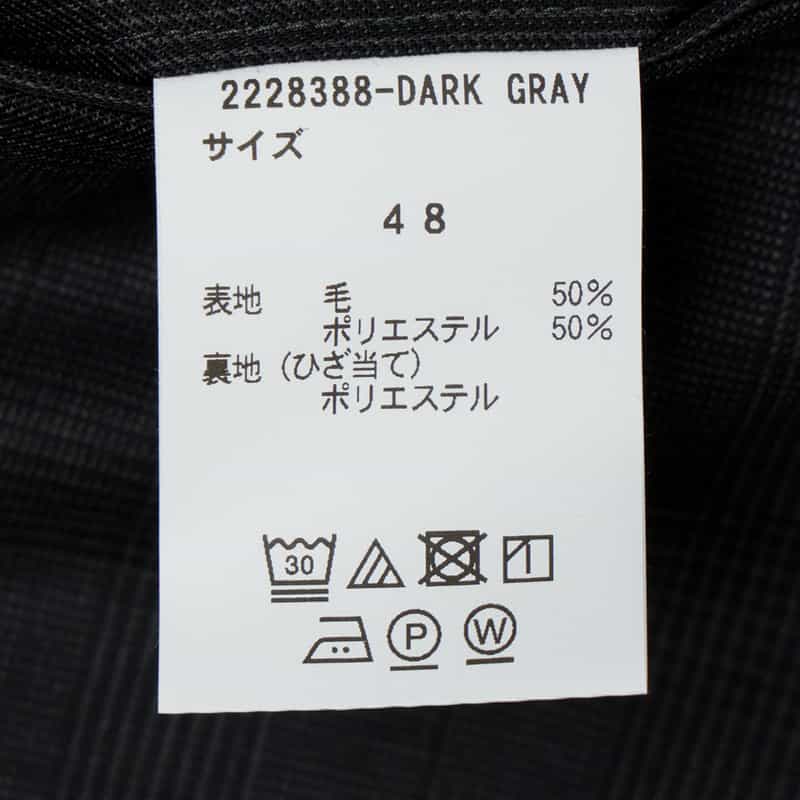 2228388-DARK GRAY
サイズ
48
表地 毛 50%
ポリエステル 50%
裏地 (ひざ当て)
ポリエステル
30
P W